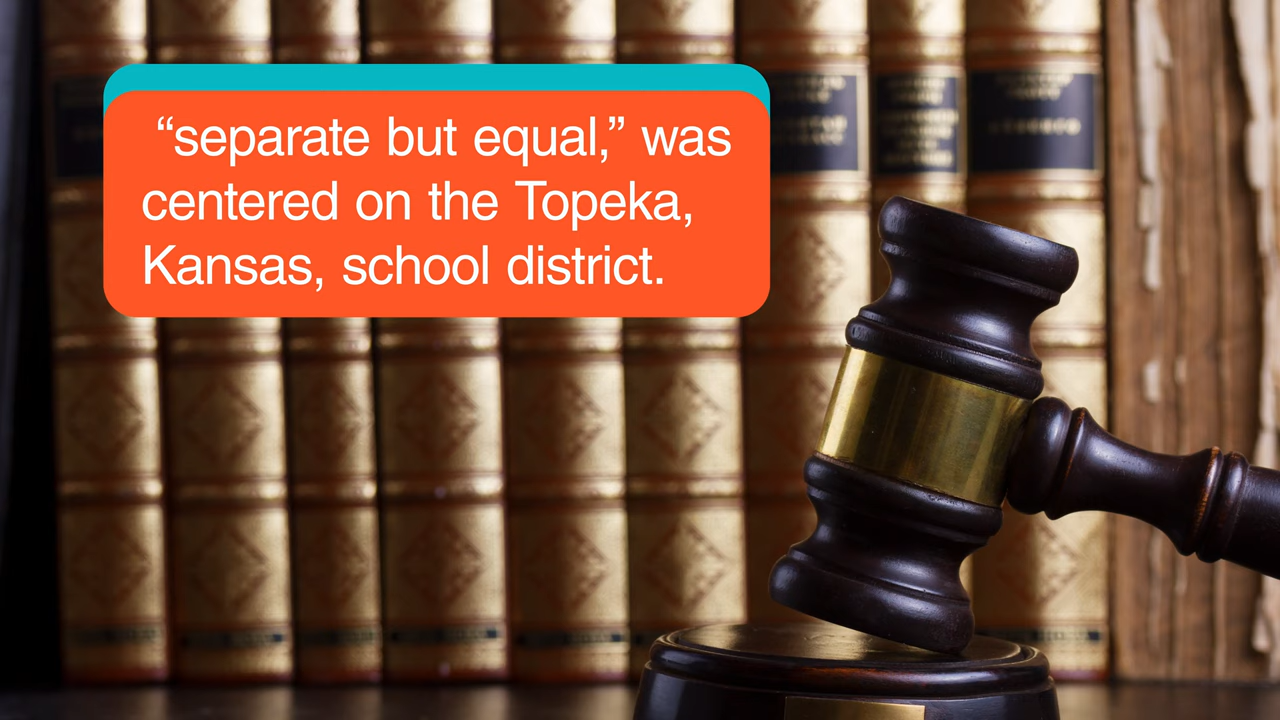 “separate but equal,” was
centered on the Topeka,
Kansas, school district.